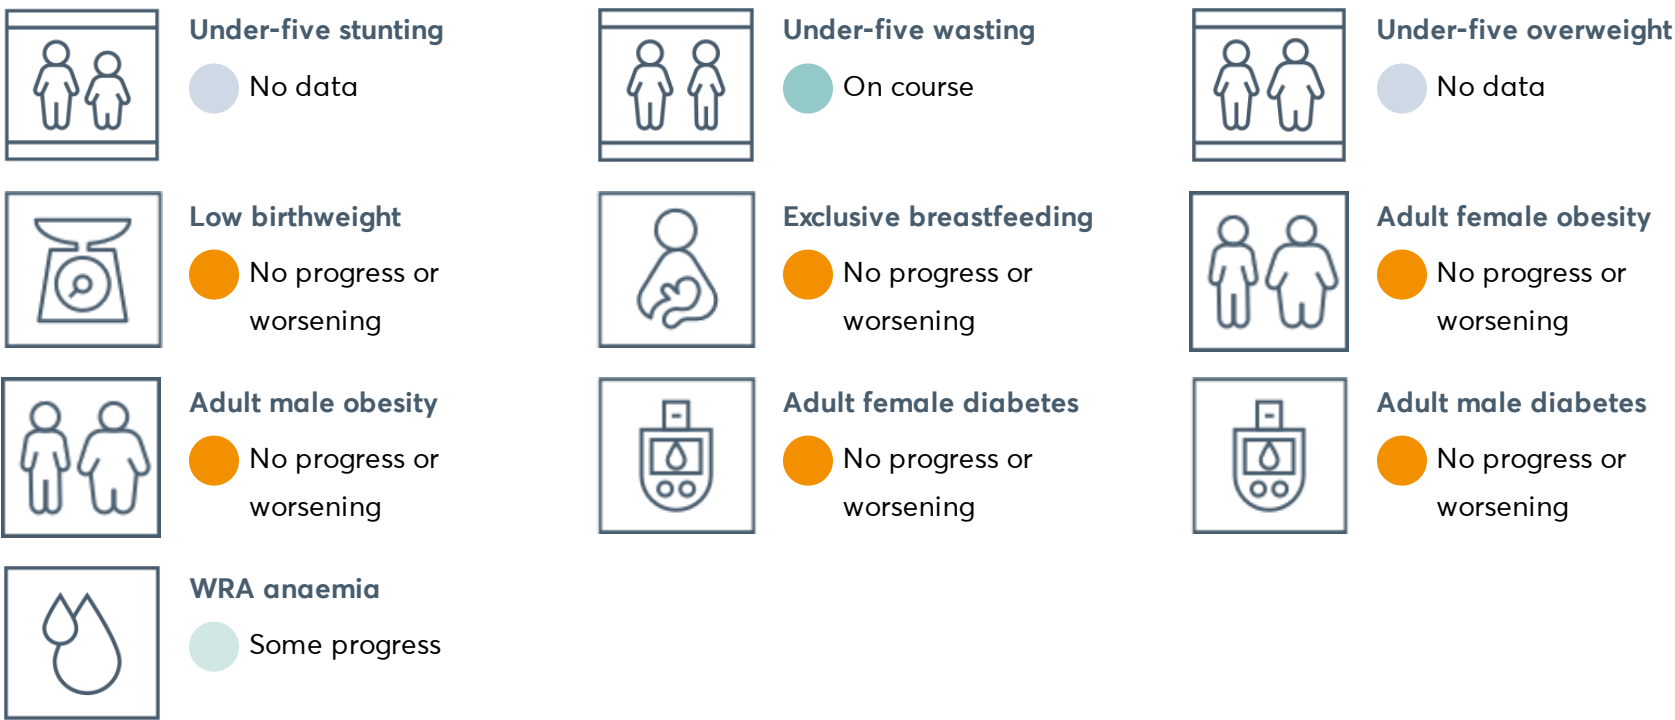 Under-five stunting
No data
Under-five wasting
On course
Under-five overweight
No data
Low birthweight
No progress or
worsening
Exclusive breastfeeding
No progress or
worsening
Adult female obesity
No progress or
worsening
Adult male obesity
No progress or
worsening
Adult female diabetes
No progress or
worsening
Adult male diabetes
No progress or
worsening
WRA anaemia
Some progress